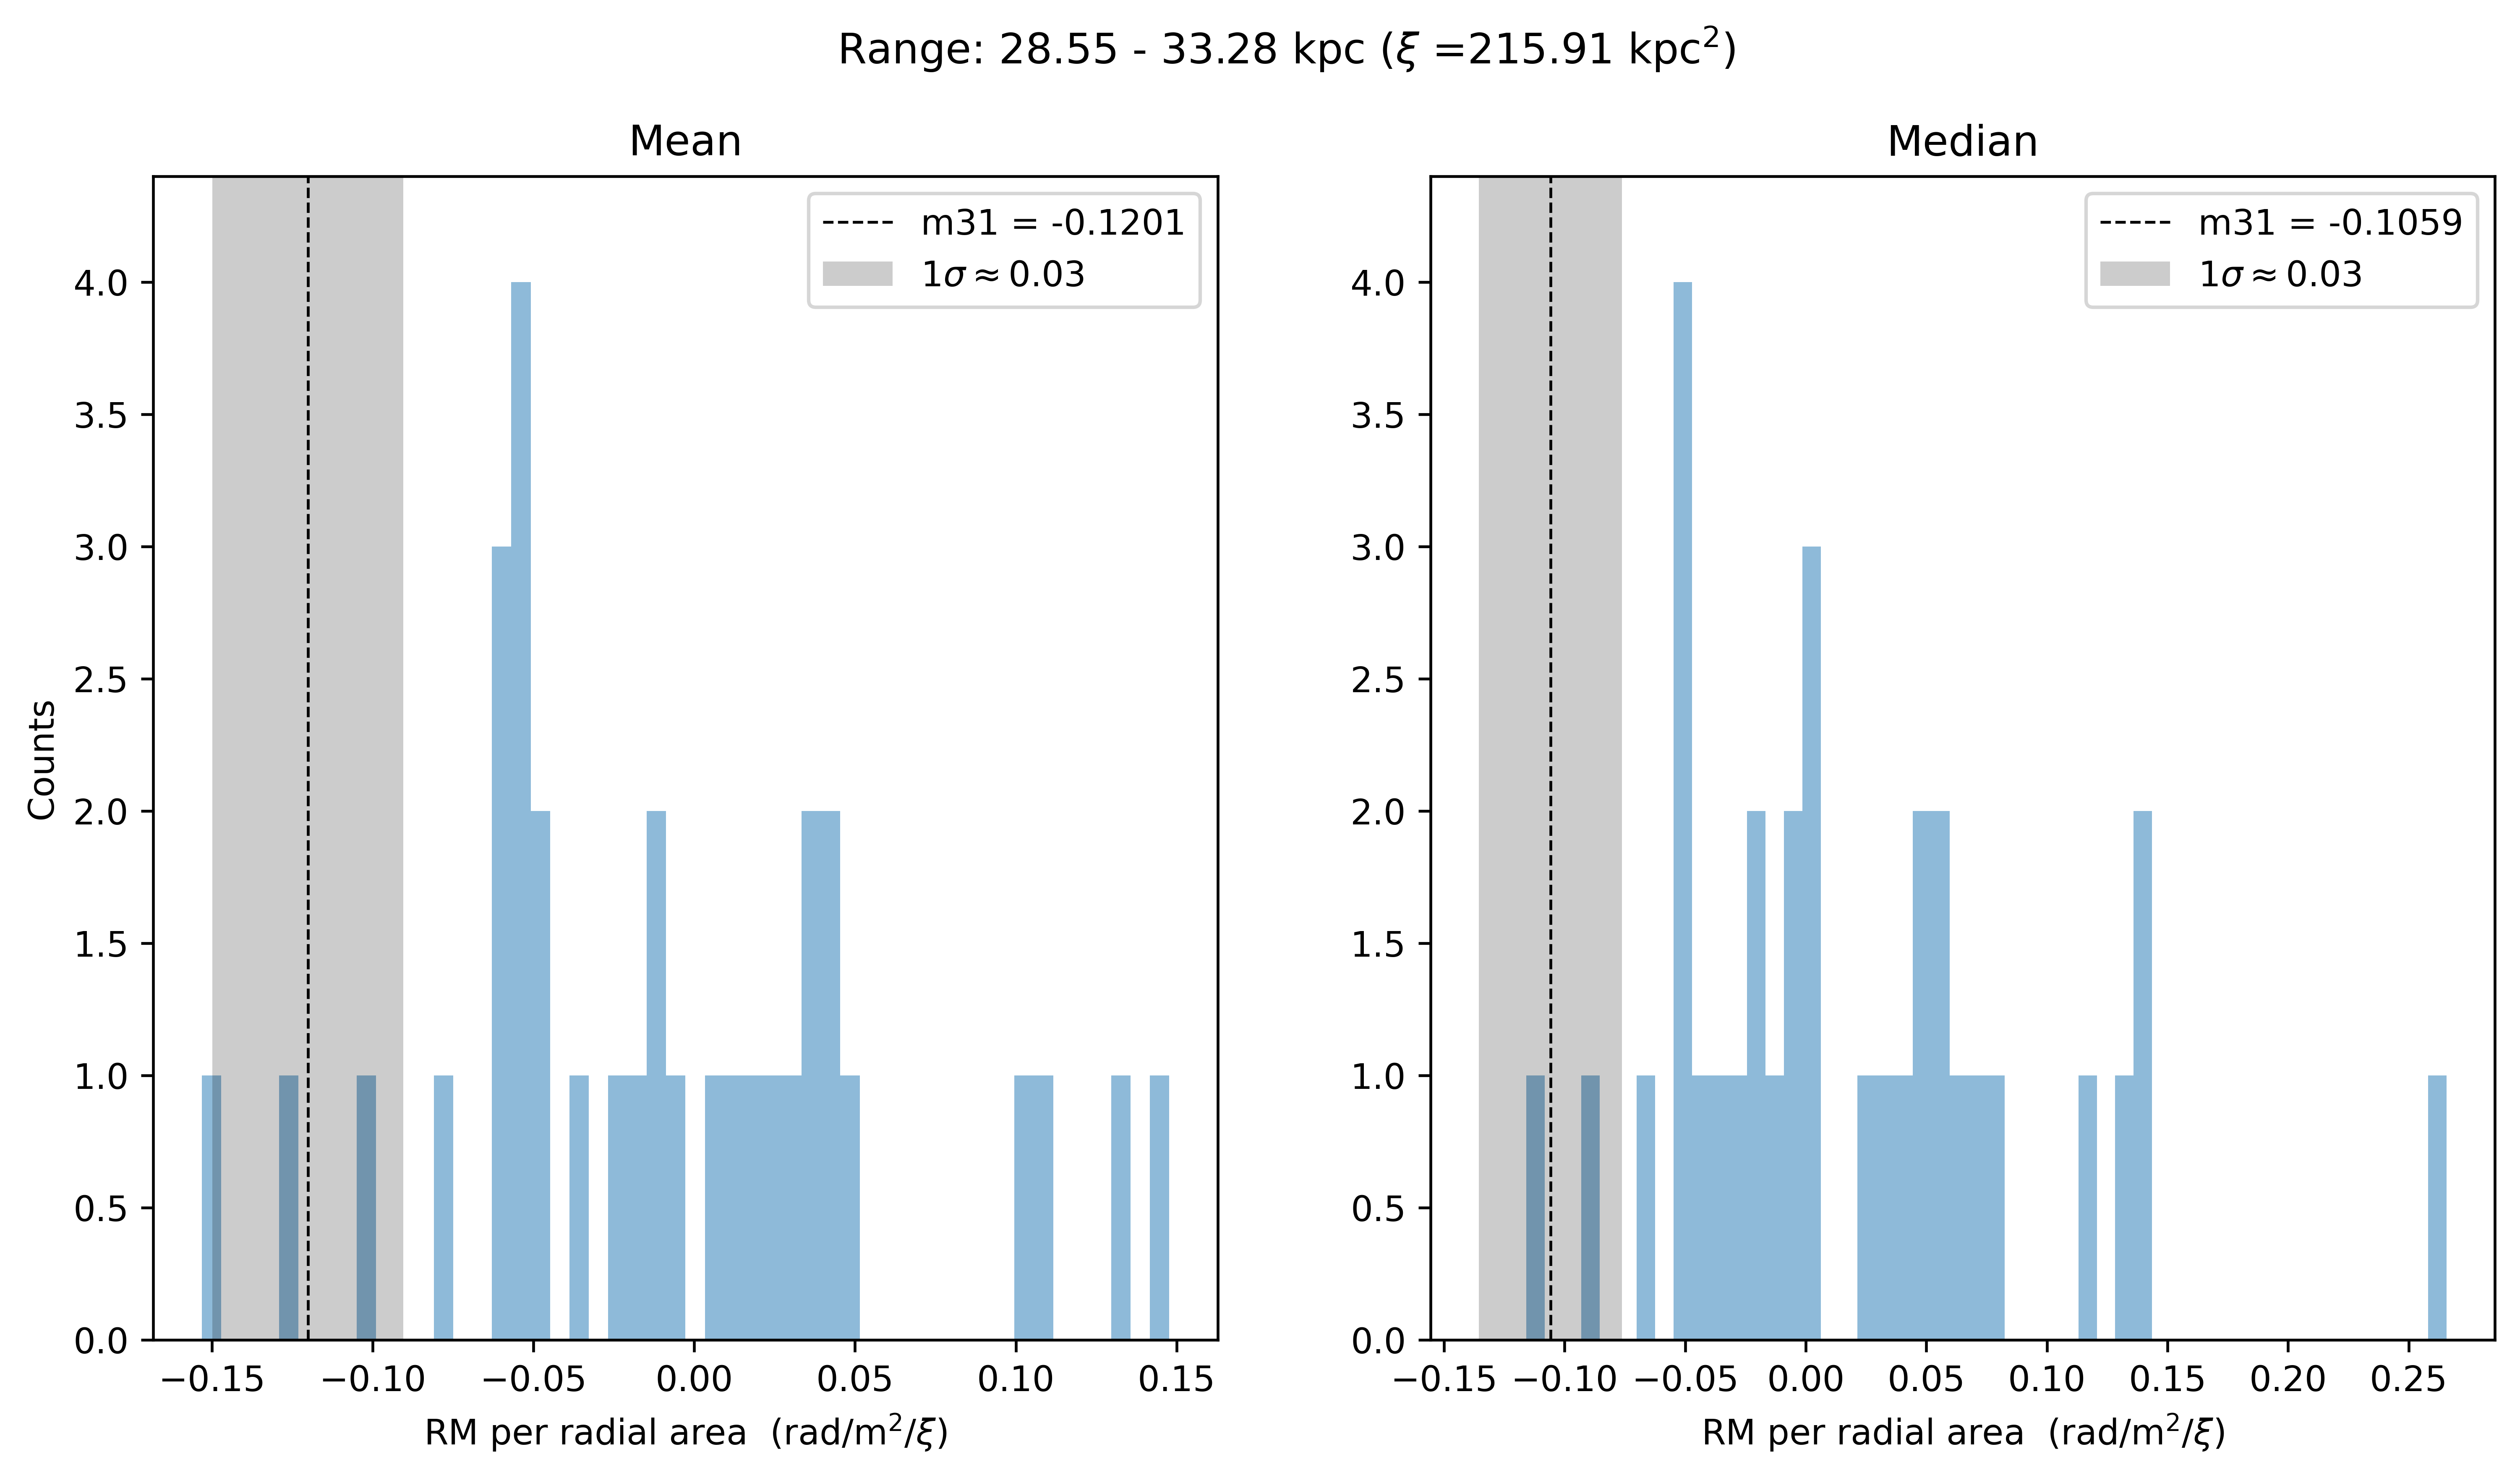 Range: 28.55 - 33.28 kpc (ξ =215.91 kpc²)
Mean
m31 = -0.1201
1σ ≈ 0.03
Counts
4.0
3.5
3.0
2.5
2.0
1.5
1.0
0.5
0.0
−0.15 −0.10 −0.05 0.00 0.05 0.10 0.15
RM per radial area (rad/m²/ξ)
Median
m31 = -0.1059
1σ ≈ 0.03
4.0
3.5
3.0
2.5
2.0
1.5
1.0
0.5
0.0
−0.15 −0.10 −0.05 0.00 0.05 0.10 0.15 0.20 0.25
RM per radial area (rad/m²/ξ)